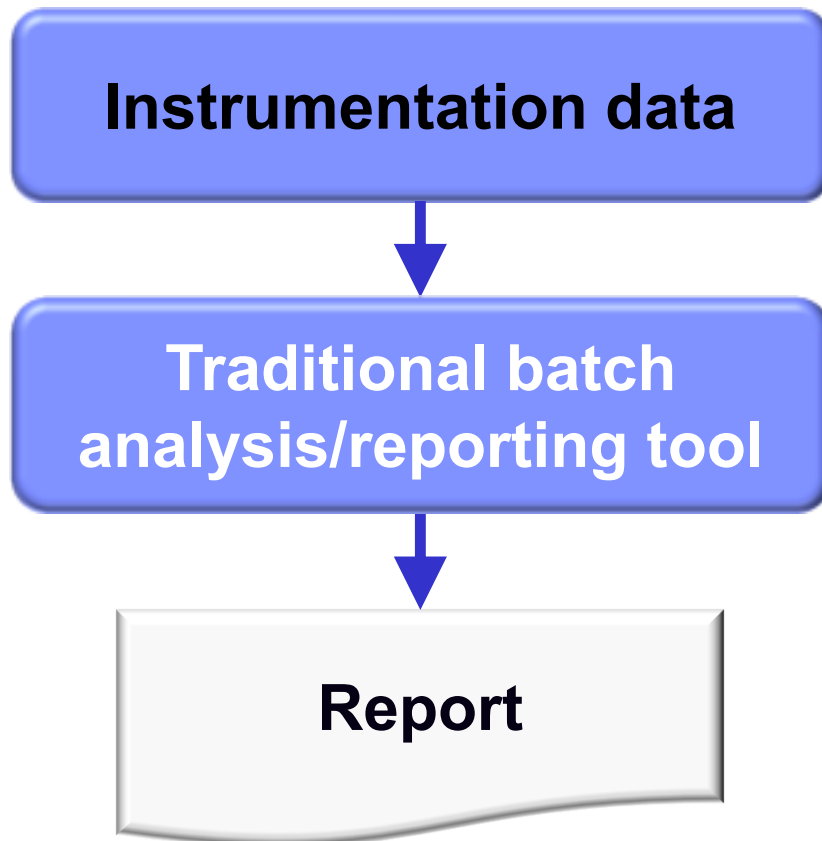 Instrumentation data
Traditional batch
analysis/reporting tool
Report